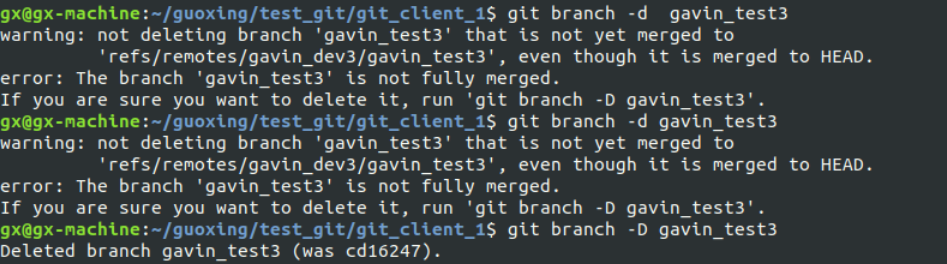 gx@gx-machine:~/guoxing/test_git/git_client_1$ git branch -d  gavin_test3
warning: not deleting branch 'gavin_test3' that is not yet merged to
         'refs/remotes/gavin_dev3/gavin_test3', even though it is merged to HEAD.
error: The branch 'gavin_test3' is not fully merged.
If you are sure you want to delete it, run 'git branch -D gavin_test3'.
gx@gx-machine:~/guoxing/test_git/git_client_1$ git branch -d gavin_test3
warning: not deleting branch 'gavin_test3' that is not yet merged to
         'refs/remotes/gavin_dev3/gavin_test3', even though it is merged to HEAD.
error: The branch 'gavin_test3' is not fully merged.
If you are sure you want to delete it, run 'git branch -D gavin_test3'.
gx@gx-machine:~/guoxing/test_git/git_client_1$ git branch -D gavin_test3
Deleted branch gavin_test3 (was cd16247).